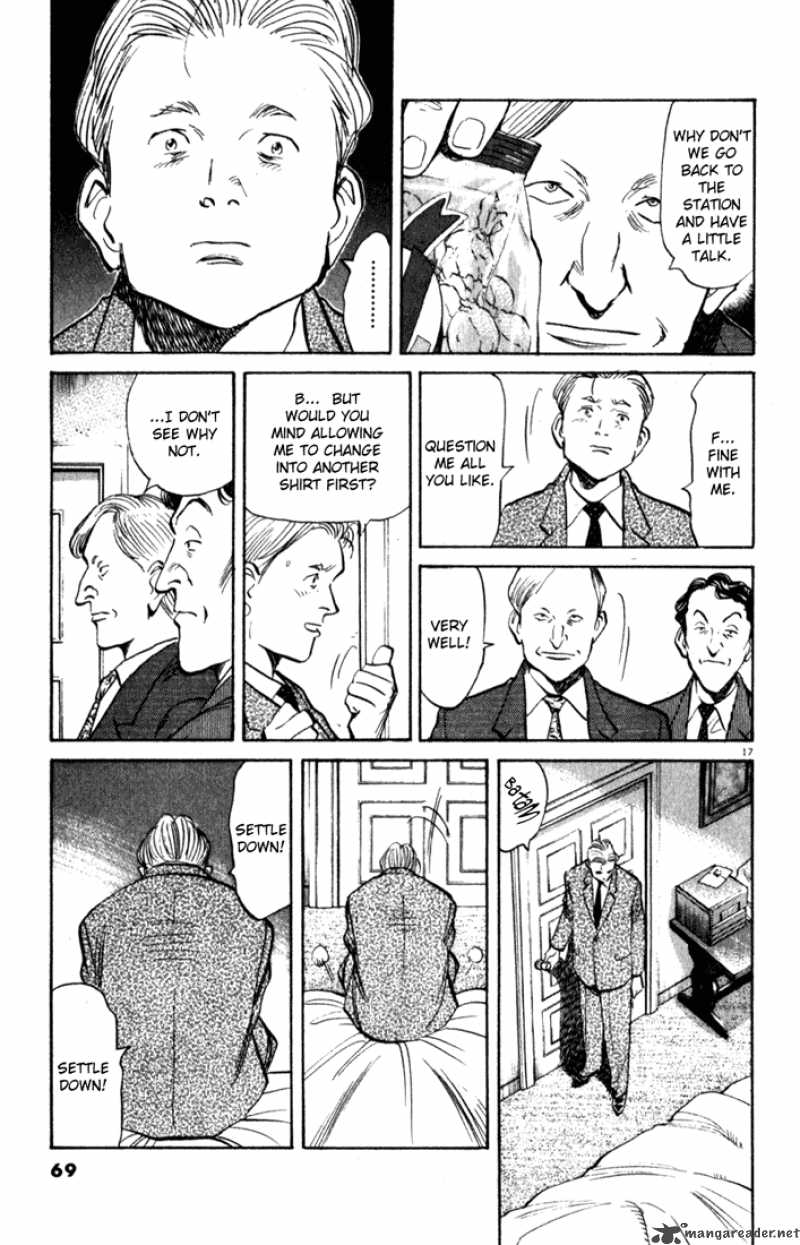 WHY DON'T
WE GO
BACK TO
THE
STATION
AND HAVE
A LITTLE
TALK.
.........
F...
FINE
WITH
ME.
QUESTION
ME ALL
YOU LIKE.
B... BUT
WOULD YOU
MIND ALLOWING
ME TO CHANGE
INTO ANOTHER
SHIRT FIRST?
...I DON'T
SEE WHY
NOT.
VERY
WELL!
17
BATAM
SETTLE
DOWN!
SETTLE
DOWN!
69
mangareader.net